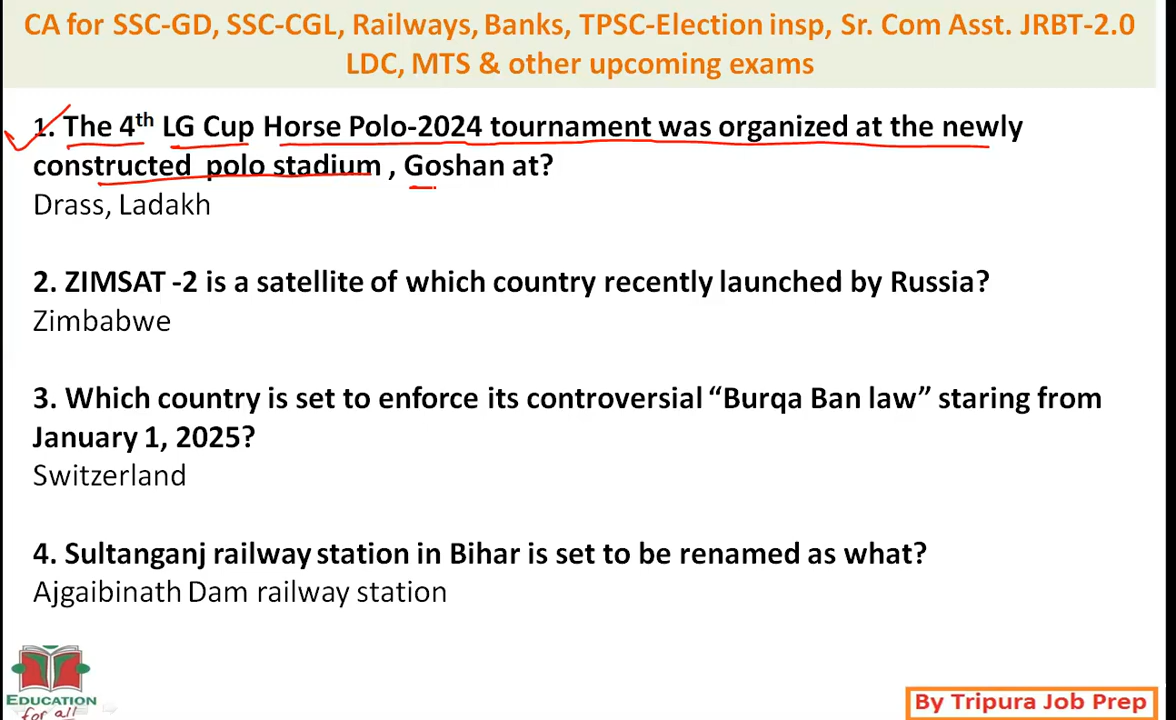 CA for SSC-GD, SSC-CGL, Railways, Banks, TPSC-Election insp, Sr. Com Asst. JRBT-2.0
LDC, MTS & other upcoming exams
1. The 4th LG Cup Horse Polo-2024 tournament was organized at the newly
constructed polo stadium , Goshan at?
Drass, Ladakh
2. ZIMSAT -2 is a satellite of which country recently launched by Russia?
Zimbabwe
3. Which country is set to enforce its controversial “Burqa Ban law” staring from
January 1, 2025?
Switzerland
4. Sultanganj railway station in Bihar is set to be renamed as what?
Ajgaibinath Dam railway station
EDUCATION
for all
By Tripura Job Prep